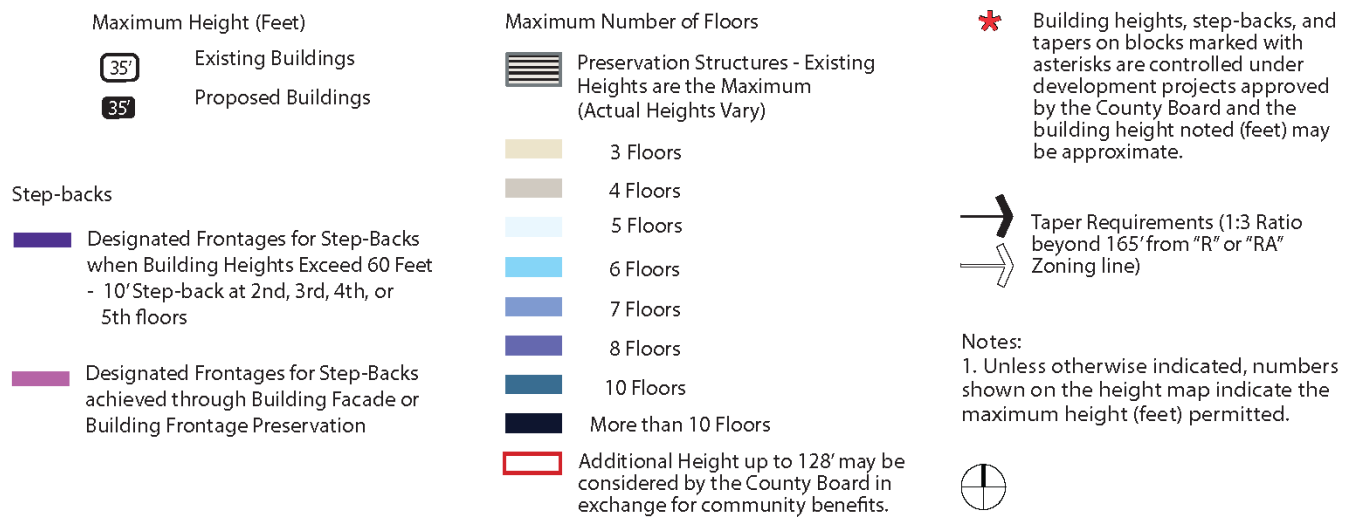 Maximum Height (Feet)
35'
Existing Buildings
35'
Proposed Buildings
Step-backs
Designated Frontages for Step-Backs
when Building Heights Exceed 60 Feet
- 10' Step-back at 2nd, 3rd, 4th, or
5th floors
Designated Frontages for Step-Backs
achieved through Building Facade or
Building Frontage Preservation
Maximum Number of Floors
Preservation Structures - Existing
Heights are the Maximum
(Actual Heights Vary)
3 Floors
4 Floors
5 Floors
6 Floors
7 Floors
8 Floors
10 Floors
More than 10 Floors
Additional Height up to 128' may be
considered by the County Board in
exchange for community benefits.
* Building heights, step-backs, and
tapers on blocks marked with
asterisks are controlled under
development projects approved
by the County Board and the
building height noted (feet) may
be approximate.
Taper Requirements (1:3 Ratio
beyond 165' from "R" or "RA"
Zoning line)
Notes:
1. Unless otherwise indicated, numbers
shown on the height map indicate the
maximum height (feet) permitted.